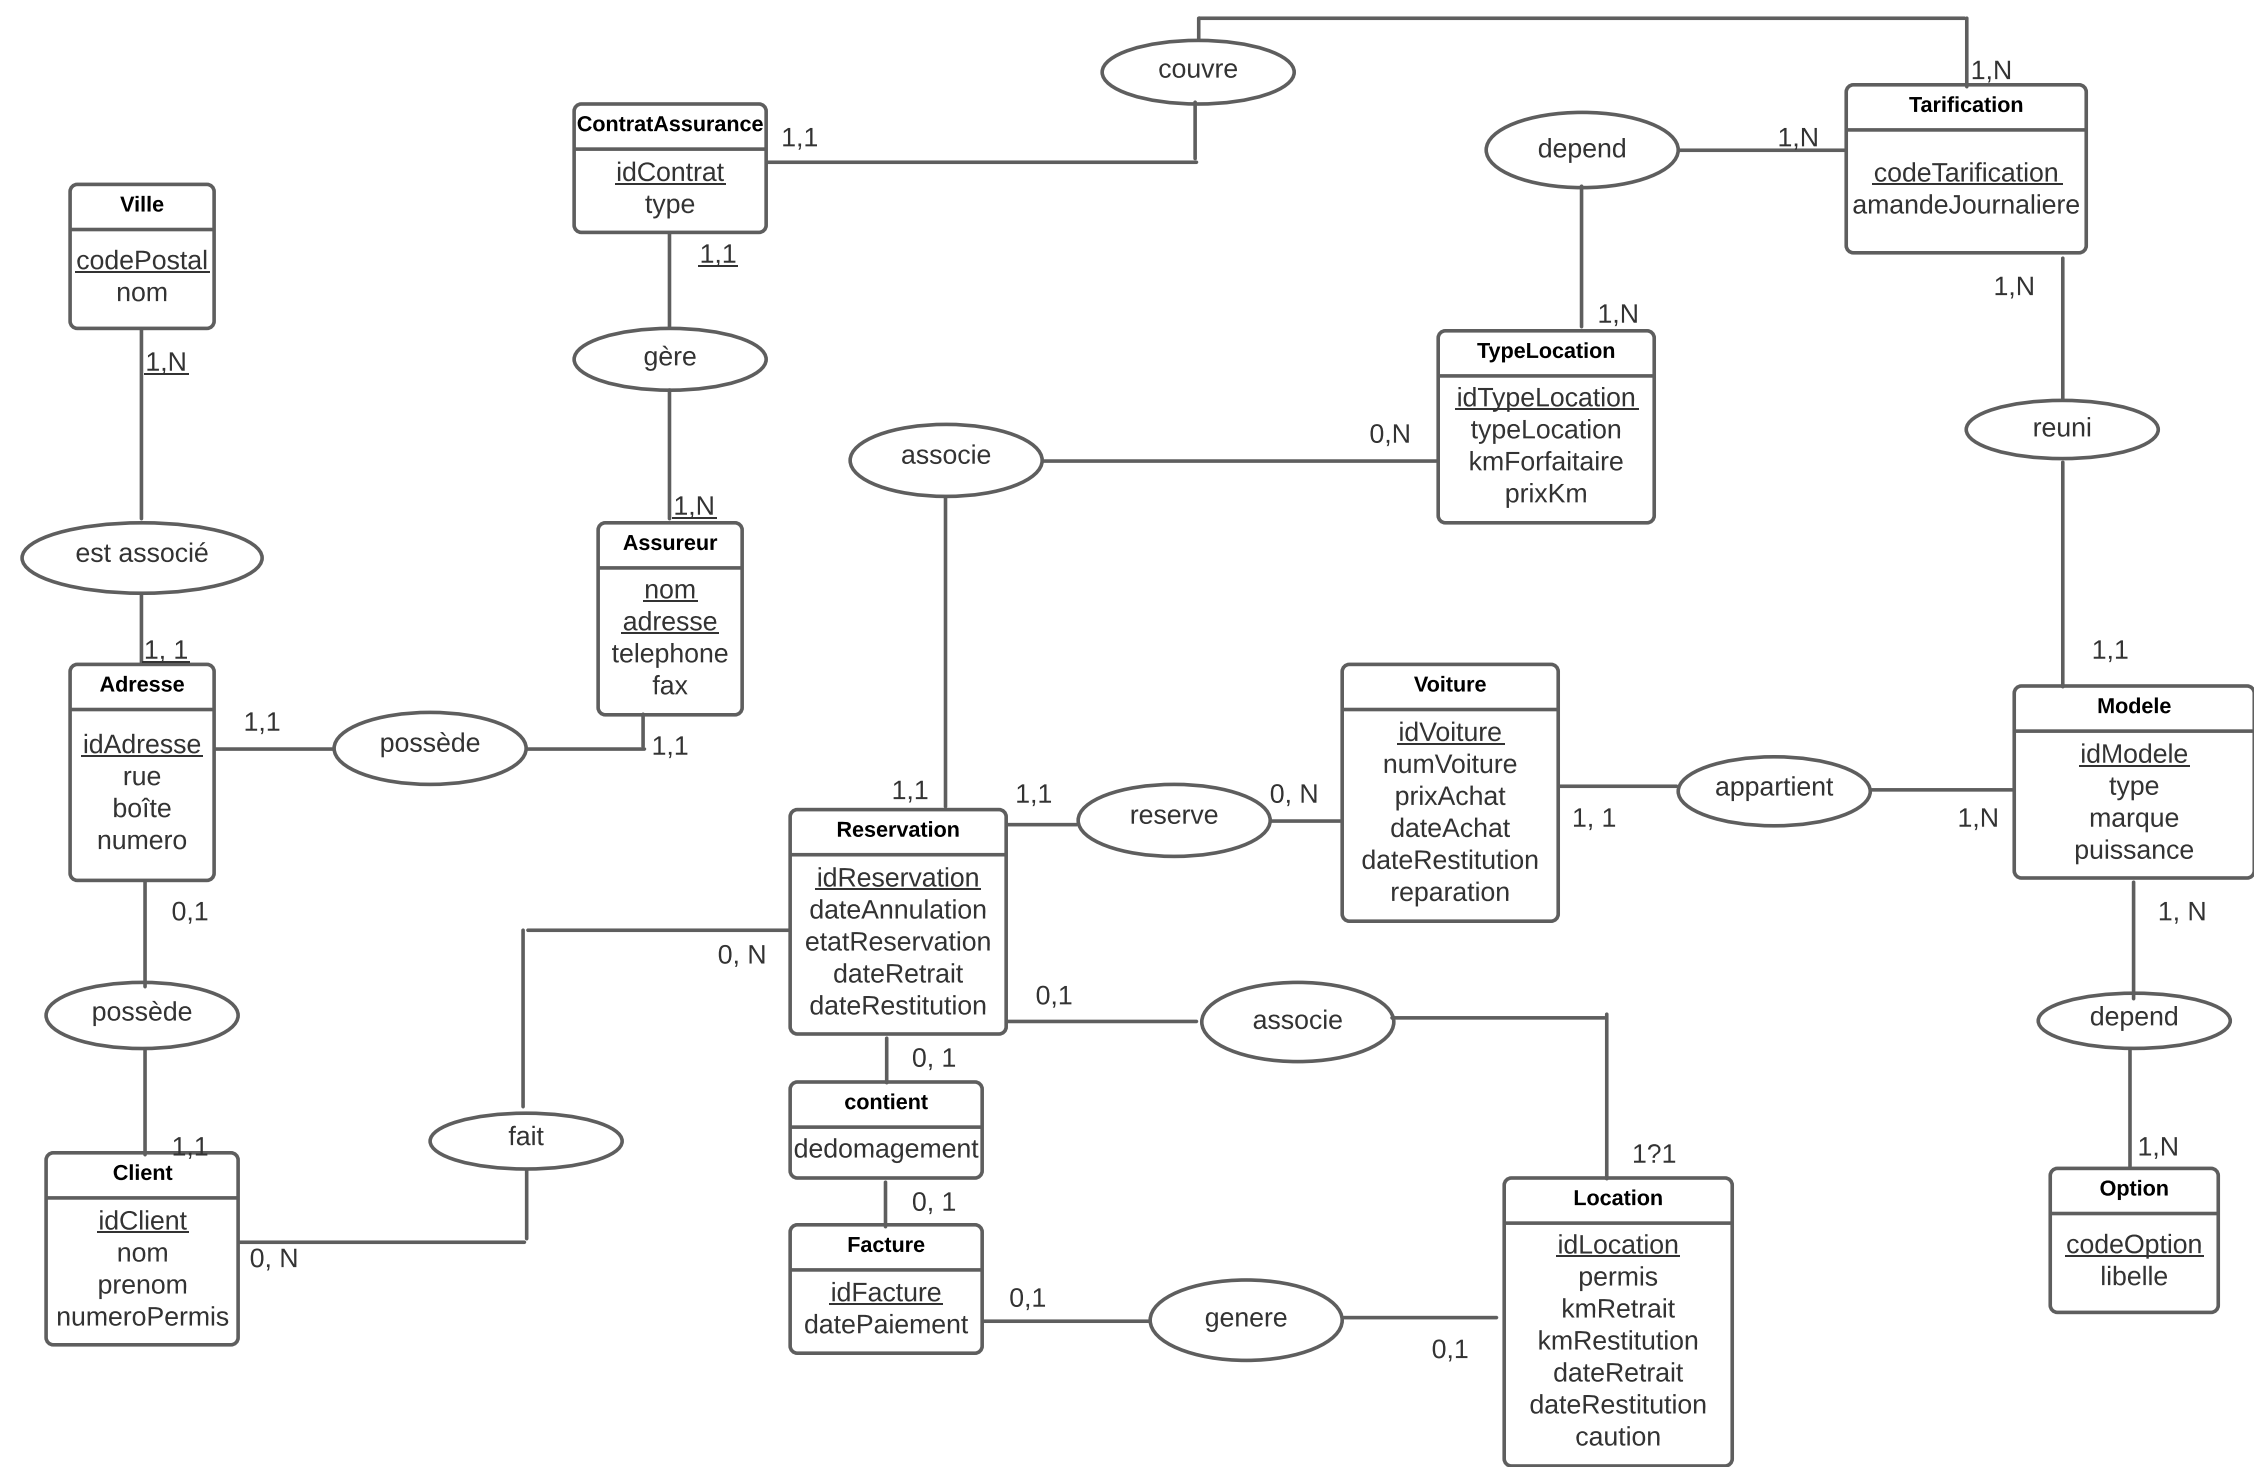 couvre
1,N
Tarification
codeTarification
amandeJournaliere
ContratAssurance
idContrat
type
1,1
depend
1,N
Ville
codePostal
nom
1,1
1,N
1,N
gère
1,N
TypeLocation
idTypeLocation
typeLocation
kmForfaitaire
prixKm
1,N
reuni
associe
0,N
1,N
Assureur
nom
adresse
telephone
fax
est associé
1, 1
Adresse
idAdresse
rue
boîte
numero
1,1
possède
1,1
Voiture
idVoiture
numVoiture
prixAchat
dateAchat
dateRestitution
reparation
1,1
Modele
idModele
type
marque
puissance
1,1
1,1
reserve
0, N
1, 1
appartient
1,N
Reservation
idReservation
dateAnnulation
etatReservation
dateRetrait
dateRestitution
0,1
0, N
1, N
possède
0,1
associe
depend
0, 1
contient
dedomagement
fait
1,1
Client
idClient
nom
prenom
numeroPermis
0, N
0, 1
Facture
idFacture
datePaiement
0,1
genere
0,1
1?1
Location
idLocation
permis
kmRetrait
kmRestitution
dateRetrait
dateRestitution
caution
1,N
Option
codeOption
libelle